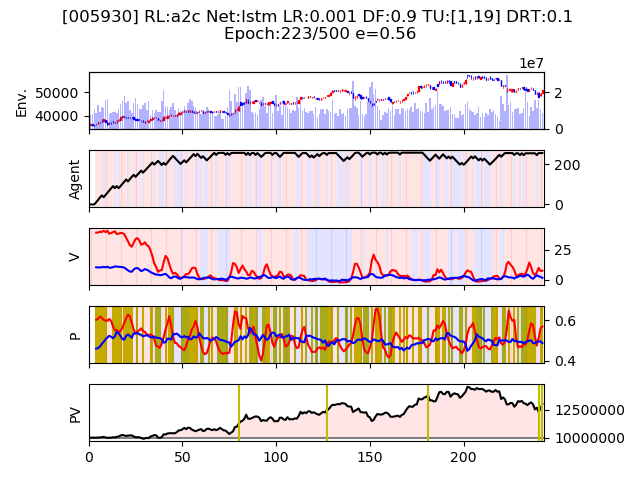 [005930] RL:a2c Net:lstm LR:0.001 DF:0.9 TU:[1,19] DRT:0.1
Epoch:223/500 e=0.56
1e7
Env.
50000
40000
2
0
Agent
200
0
V
25
0
P
0.6
0.4
PV
12500000
10000000
0 50 100 150 200